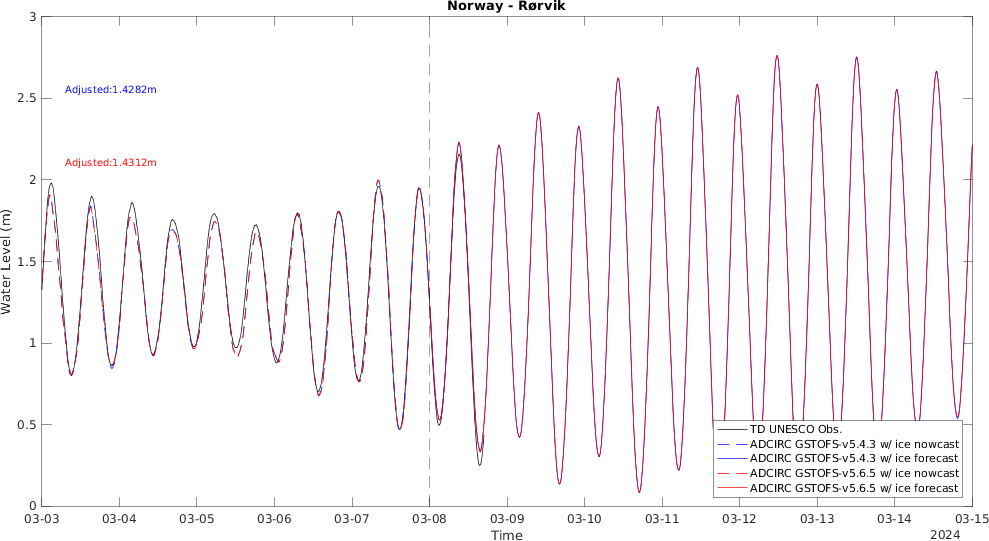 Norway - Rørvik
3
2.5
2
1.5
1
0.5
0
Water Level (m)
Adjusted:1.4282m
Adjusted:1.4312m
TD UNESCO Obs.
ADCIRC GSTOFS-v5.4.3 w/ ice nowcast
ADCIRC GSTOFS-v5.4.3 w/ ice forecast
ADCIRC GSTOFS-v5.6.5 w/ ice nowcast
ADCIRC GSTOFS-v5.6.5 w/ ice forecast
03-03 03-04 03-05 03-06 03-07 03-08 03-09 03-10 03-11 03-12 03-13 03-14 03-15
Time
2024